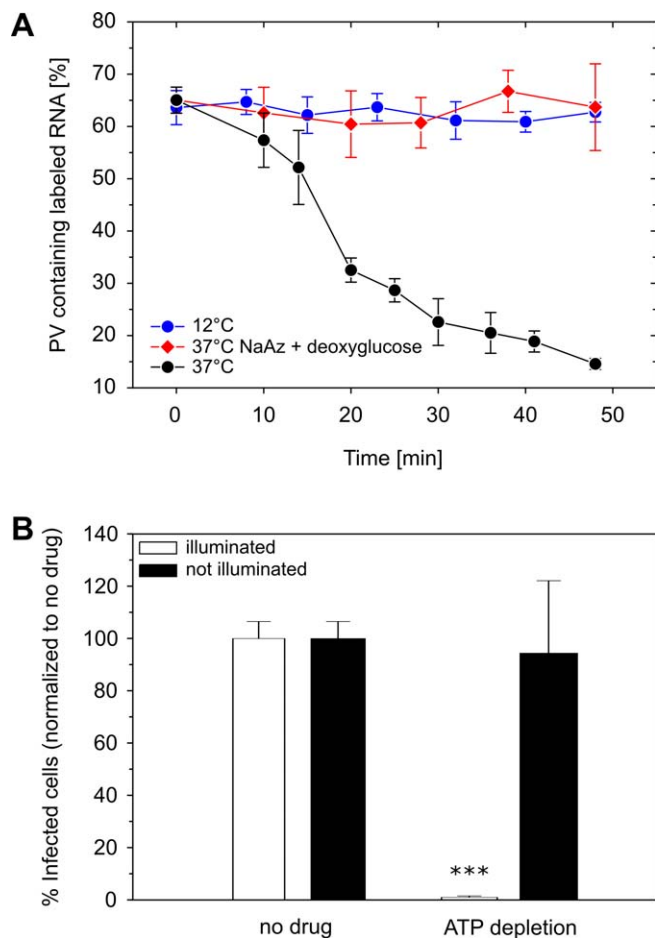 A
PV containing labeled RNA [%]
80
70
60
50
40
30
20
10
12°C
37°C NaAz + deoxyglucose
37°C
0 10 20 30 40 50
Time [min]
B
% Infected cells (normalized to no drug)
140
120
100
80
60
40
20
0
illuminated
not illuminated
***
no drug ATP depletion